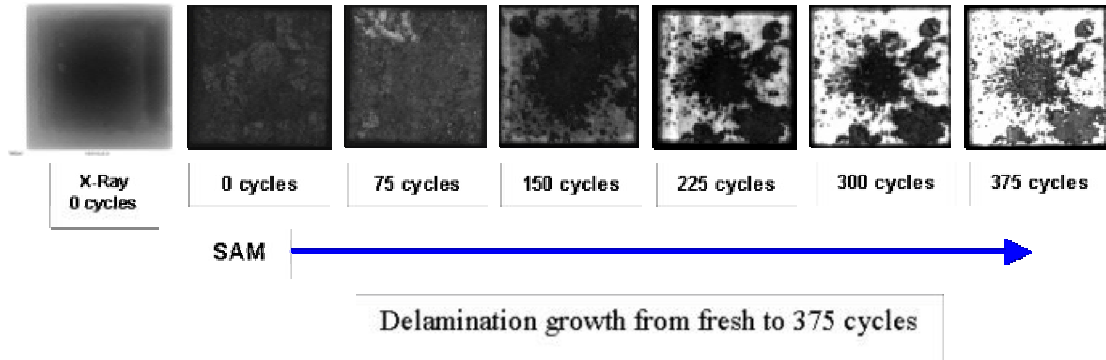 X-Ray
0 cycles
0 cycles
75 cycles
150 cycles
225 cycles
300 cycles
375 cycles
SAM
Delamination growth from fresh to 375 cycles